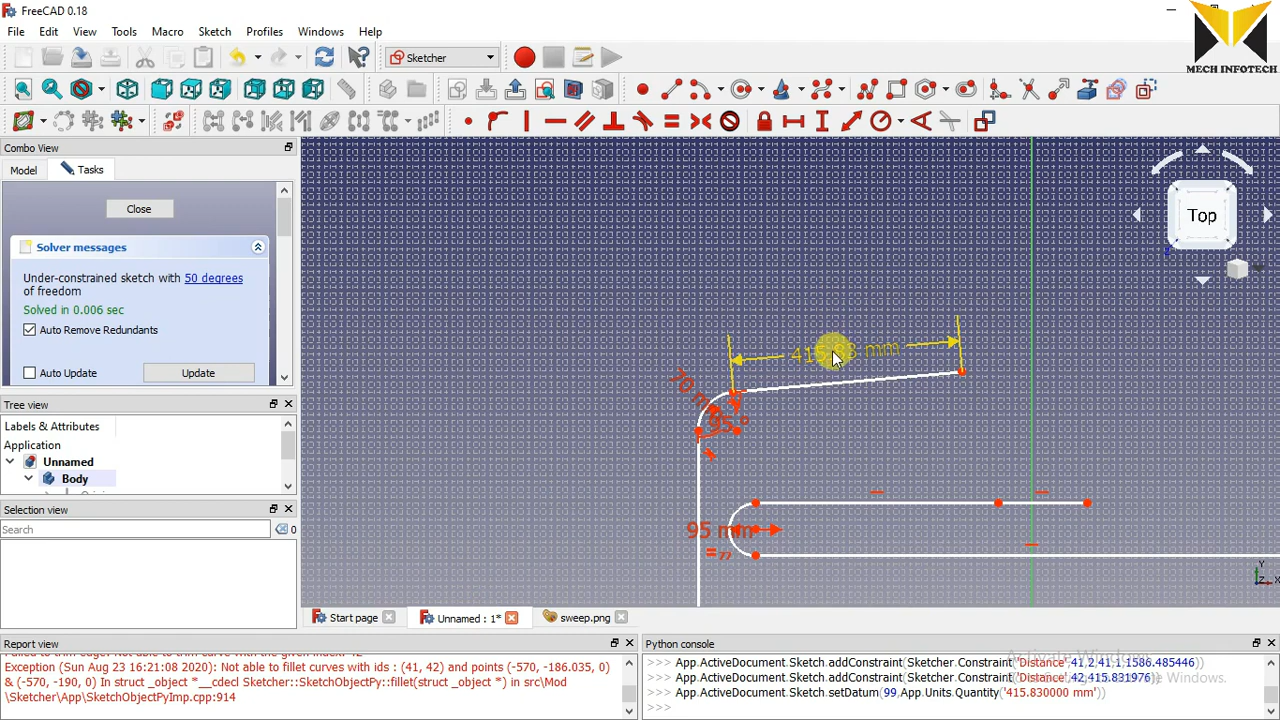 FreeCAD 0.18
File Edit View Tools Macro Sketch Profiles Windows Help
Sketcher
MECH INFOTECH
Combo View
Model Tasks
Close
Solver messages
Under-constrained sketch with 50 degrees
of freedom
Solved in 0.006 sec
Auto Remove Redundants
Auto Update Update
Tree view
Labels & Attributes
Application
Unnamed
Body
Selection view
Search 0
Top
70 m
95 °
95 mm
Y
Z X
Start page Unnamed : 1* sweep.png
Report view
Exception (Sun Aug 23 16:21:08 2020): Not able to fillet curves with ids : (41, 42) and points (-570, -186.035, 0)
& (-570, -190, 0) In struct _object *__cdecl Sketcher::SketchObjectPy::fillet(struct _object *) in src\Mod
\Sketcher\App\SketchObjectPyImp.cpp:914
Python console
>>> App.ActiveDocument.Sketch.addConstraint(Sketcher.Constraint('Distance',41,2,41,1,1586.485446))
>>> App.ActiveDocument.Sketch.addConstraint(Sketcher.Constraint('Distance',42,415.831976))
>>> App.ActiveDocument.Sketch.setDatum(99,App.Units.Quantity('415.830000 mm'))
>>>